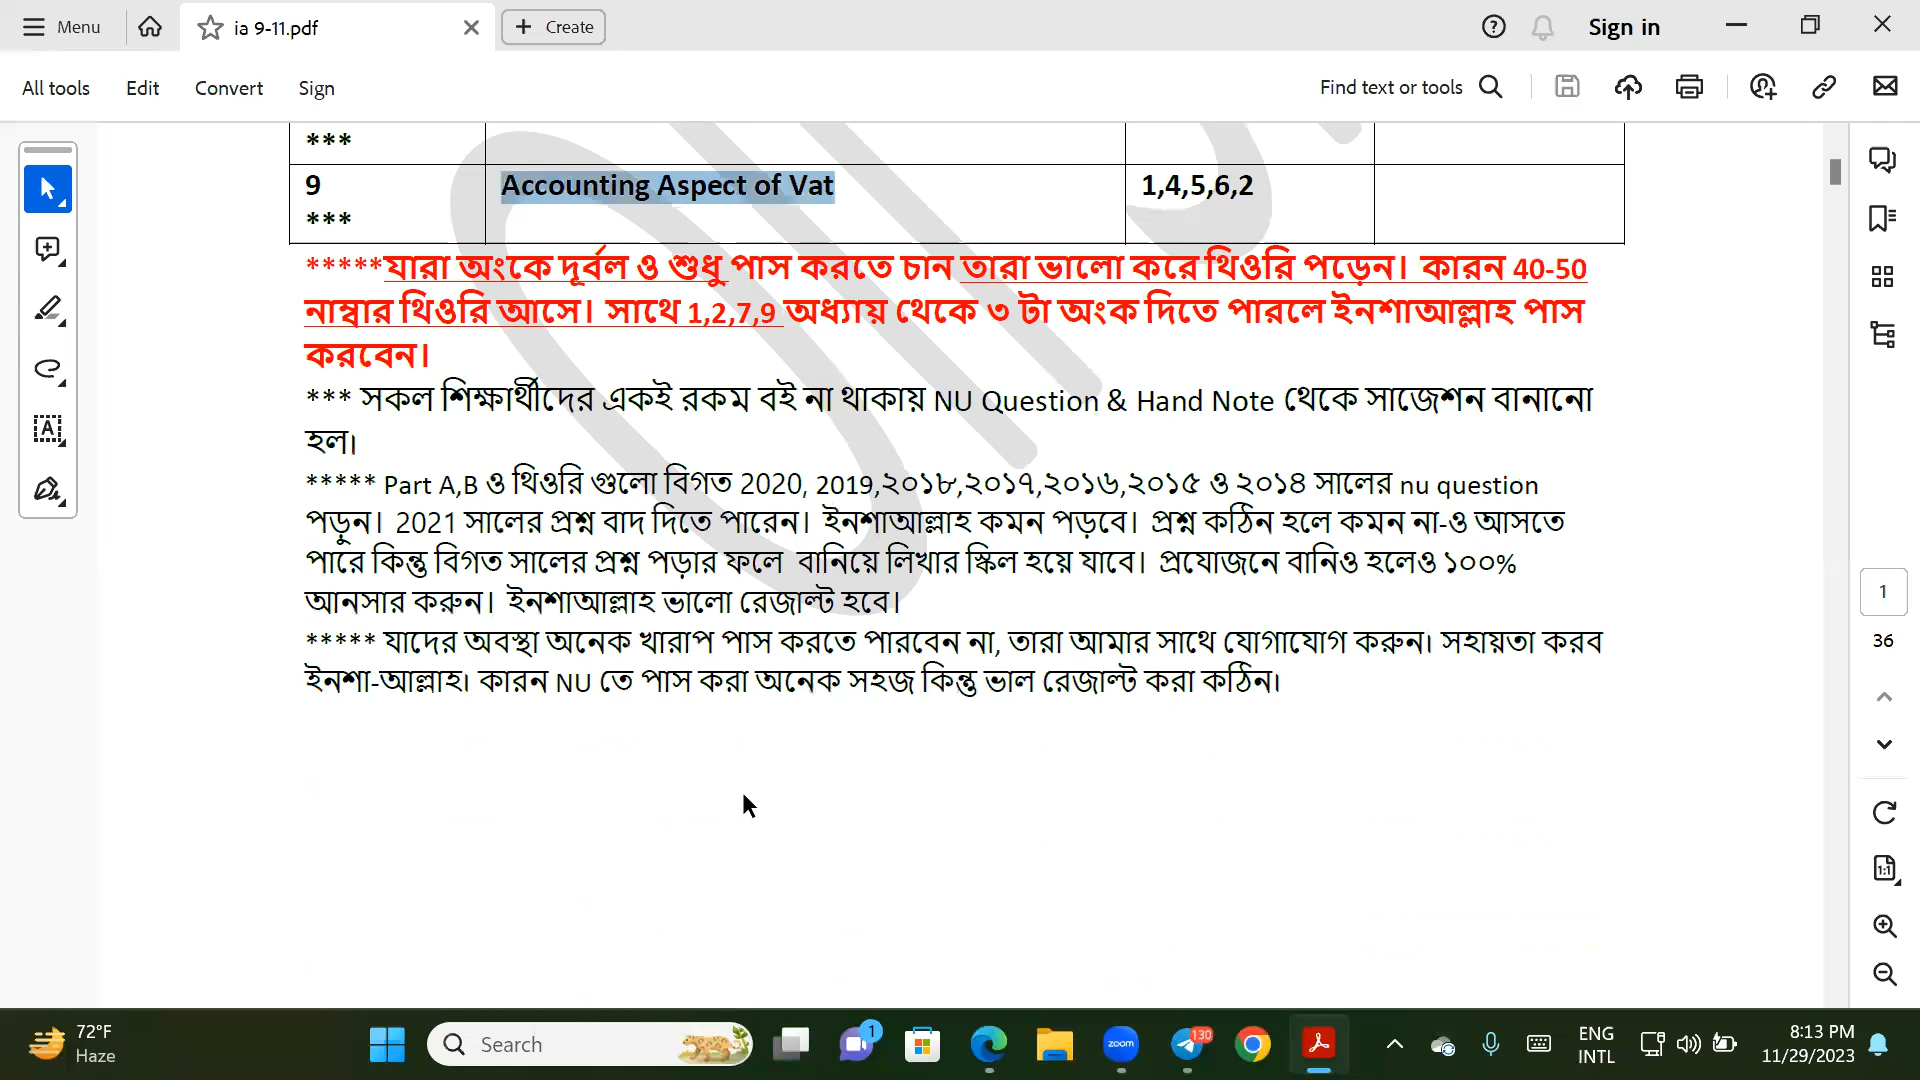 Menu
ia 9-11.pdf
Create
Sign in
All tools
Edit
Convert
Sign
Find text or tools
***
9
Accounting Aspect of Vat
1,4,5,6,2
***
*****যারা অংকে দূর্বল ও শুধু পাস করতে চান তারা ভালো করে থিওরি পড়েন। কারন 40-50
নাম্বার থিওরি আসে। সাথে 1,2,7,9 অধ্যায় থেকে ৩ টা অংক দিতে পারলে ইনশাআল্লাহ পাস
করবেন।
*** সকল শিক্ষার্থীদের একই রকম বই না থাকায় NU Question & Hand Note থেকে সাজেশন বানানো
হল।
***** Part A,B ও থিওরি গুলো বিগত 2020, 2019,২০১৮,২০১৭,২০১৬,২০১৫ ও ২০১৪ সালের nu question
পড়ুন। 2021 সালের প্রশ্ন বাদ দিতে পারেন। ইনশাআল্লাহ কমন পড়বে। প্রশ্ন কঠিন হলে কমন না-ও আসতে
পারে কিন্তু বিগত সালের প্রশ্ন পড়ার ফলে বানিয়ে লিখার স্কিল হয়ে যাবে। প্রযোজনে বানিও হলেও ১০০%
আনসার করুন। ইনশাআল্লাহ ভালো রেজাল্ট হবে।
***** যাদের অবস্থা অনেক খারাপ পাস করতে পারবেন না, তারা আমার সাথে যোগাযোগ করুন। সহায়তা করব
ইনশা-আল্লাহ। কারন NU তে পাস করা অনেক সহজ কিন্তু ভাল রেজাল্ট করা কঠিন।
1
36
1:1
72°F
Haze
Search
1
zoom
130
ENG
INTL
8:13 PM
11/29/2023